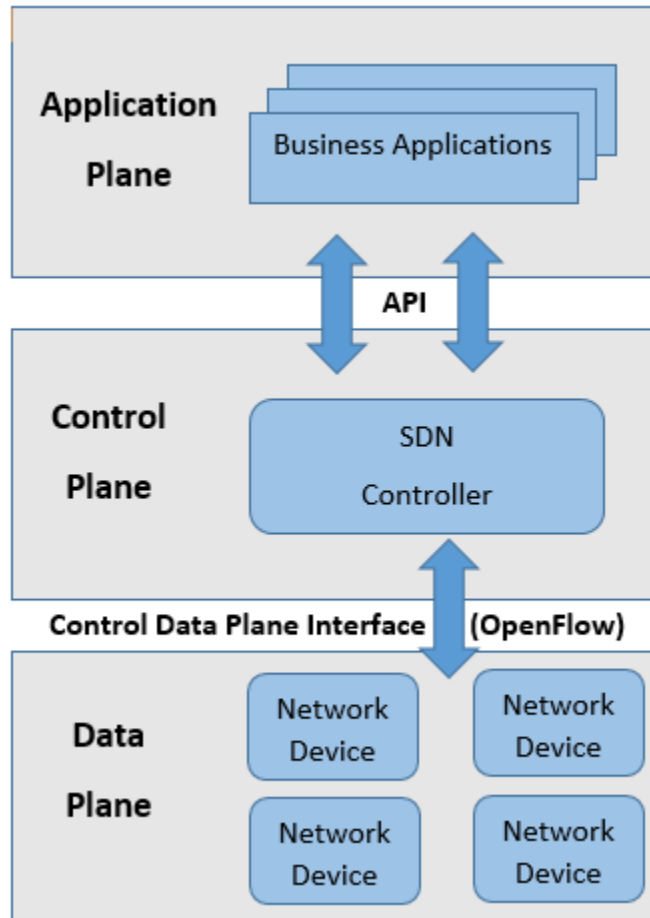 Application
Plane
Business Applications
API
Control
Plane
SDN
Controller
Control Data Plane Interface (OpenFlow)
Data
Plane
Network
Device
Network
Device
Network
Device
Network
Device